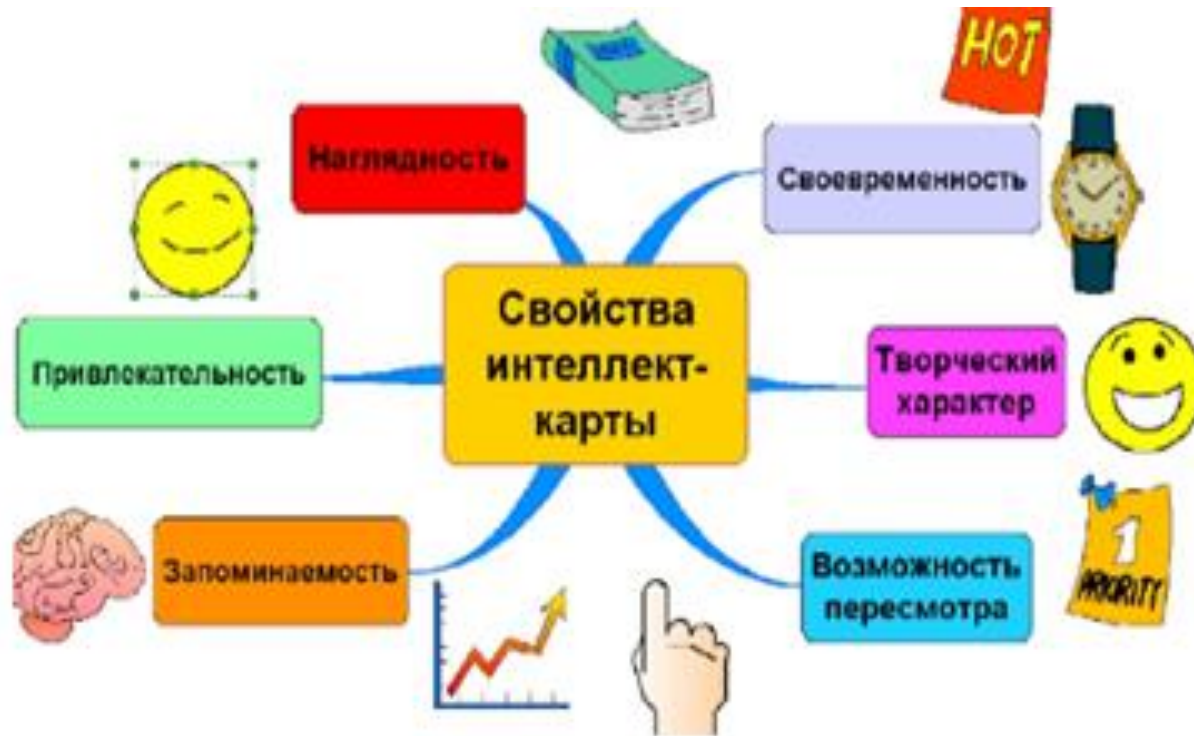 HOT
Наглядность
Своевременность
Свойства
интеллект-
карты
Привлекательность
Творческий
характер
Запоминаемость
Возможность
пересмотра
1
PRIORITY